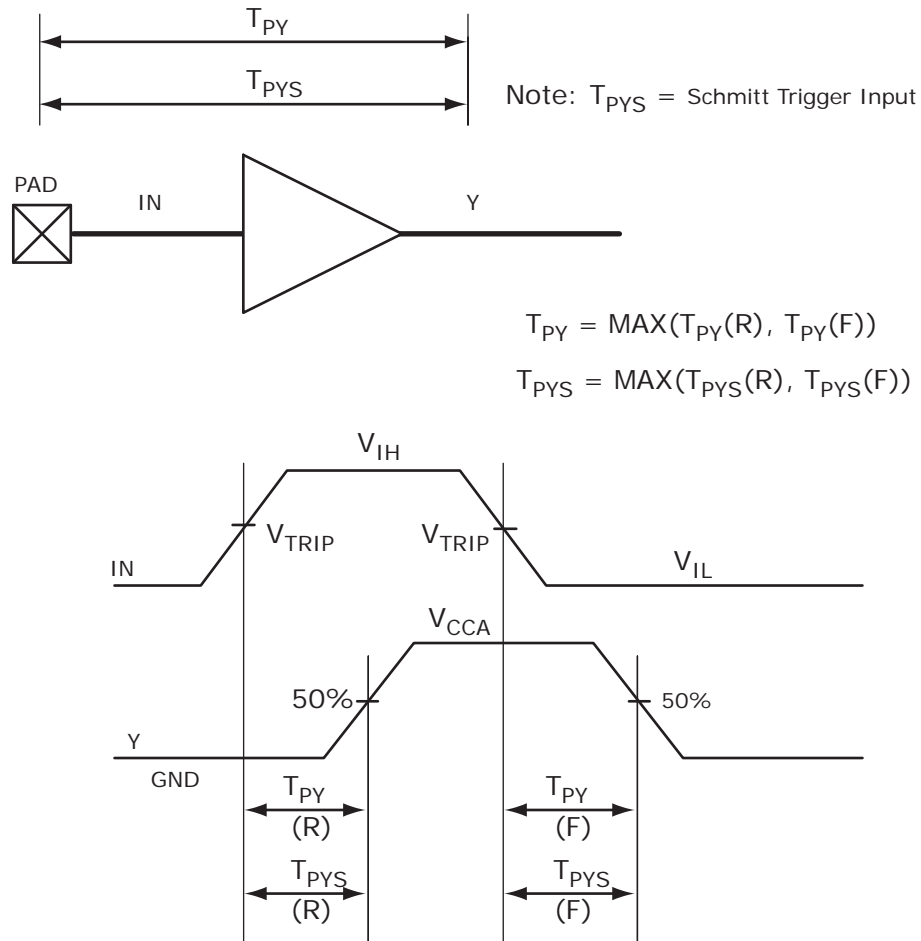 T_PY
T_PYS
Note: T_PYS = Schmitt Trigger Input
PAD
IN
Y
T_PY = MAX(T_PY(R), T_PY(F))
T_PYS = MAX(T_PYS(R), T_PYS(F))
V_IH
V_TRIP
V_TRIP
IN
V_IL
V_CCA
50%
50%
Y
GND
T_PY
(R)
T_PY
(F)
T_PYS
(R)
T_PYS
(F)